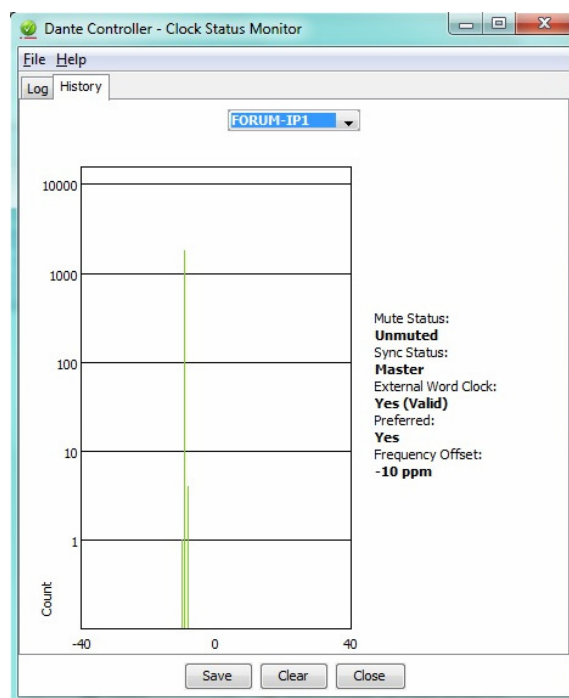 Dante Controller - Clock Status Monitor
File Help
Log History
FORUM-IP1
10000
1000
100
10
1
Count
-40 0 40
Mute Status:
Unmuted
Sync Status:
Master
External Word Clock:
Yes (Valid)
Preferred:
Yes
Frequency Offset:
-10 ppm
Save Clear Close